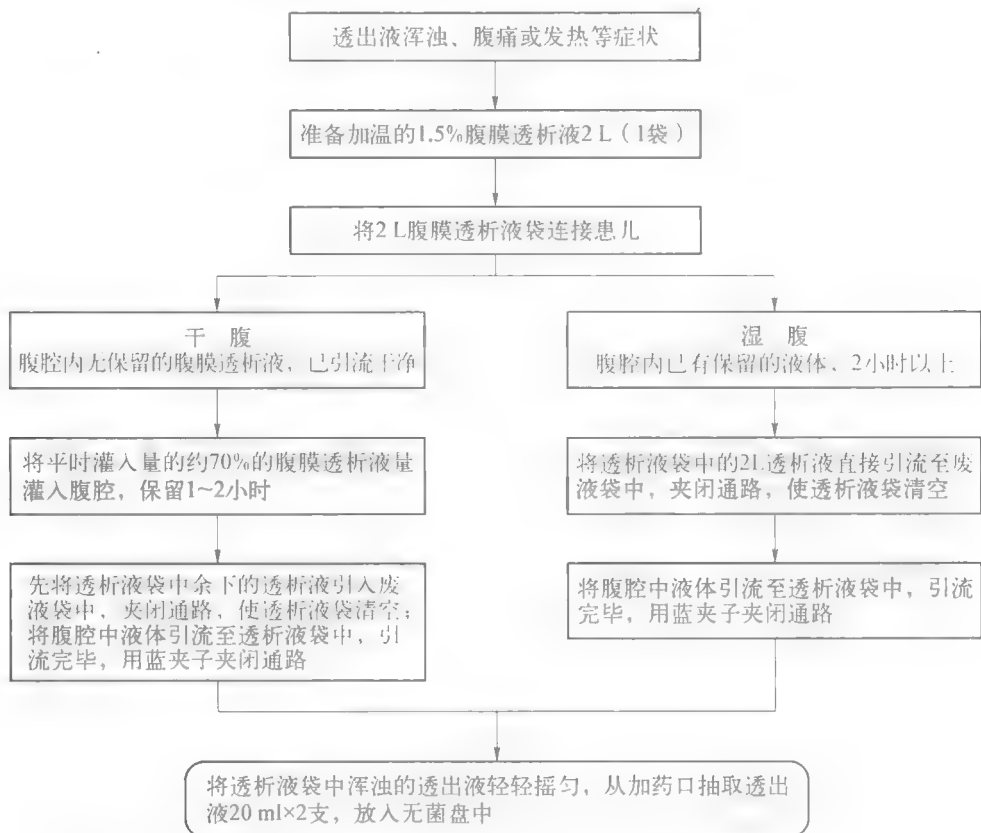 透出液浑浊、腹痛或发热等症状
准备加温的1.5%腹膜透析液2 L（1袋）
将2 L腹膜透析液袋连接患儿
干 腹
腹腔内无保留的腹膜透析液，已引流干净
湿 腹
腹腔内已有保留的液体、2小时以上
将平时灌入量的约70%的腹膜透析液量
灌入腹腔，保留1~2小时
将透析液袋中的2L透析液直接引流至废
液袋中，夹闭通路，使透析液袋清空
先将透析液袋中余下的透析液引入废
液袋中，夹闭通路，使透析液袋清空；
将腹腔中液体引流至透析液袋中，引
流完毕，用蓝夹子夹闭通路
将腹腔中液体引流至透析液袋中，引流
完毕，用蓝夹子夹闭通路
将透析液袋中浑浊的透出液轻轻摇匀，从加药口抽取透出
液20 ml×2支，放入无菌盘中